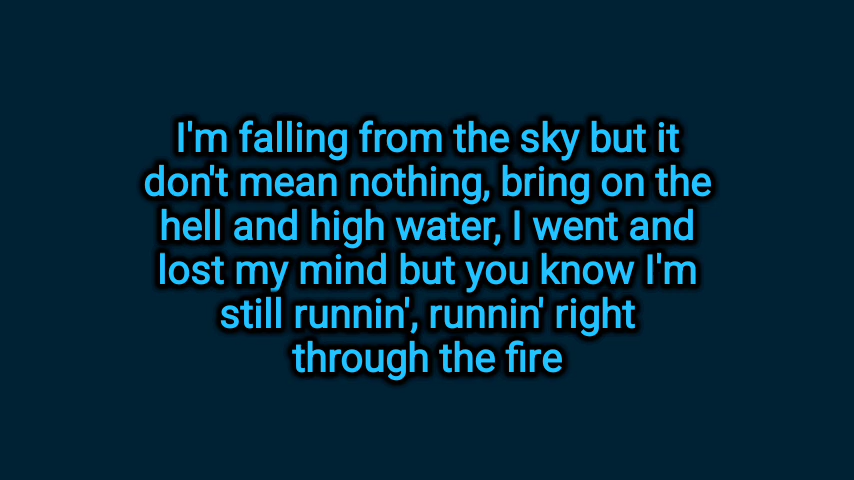 I'm falling from the sky but it
don't mean nothing, bring on the
hell and high water, I went and
lost my mind but you know I'm
still runnin', runnin' right
through the fire